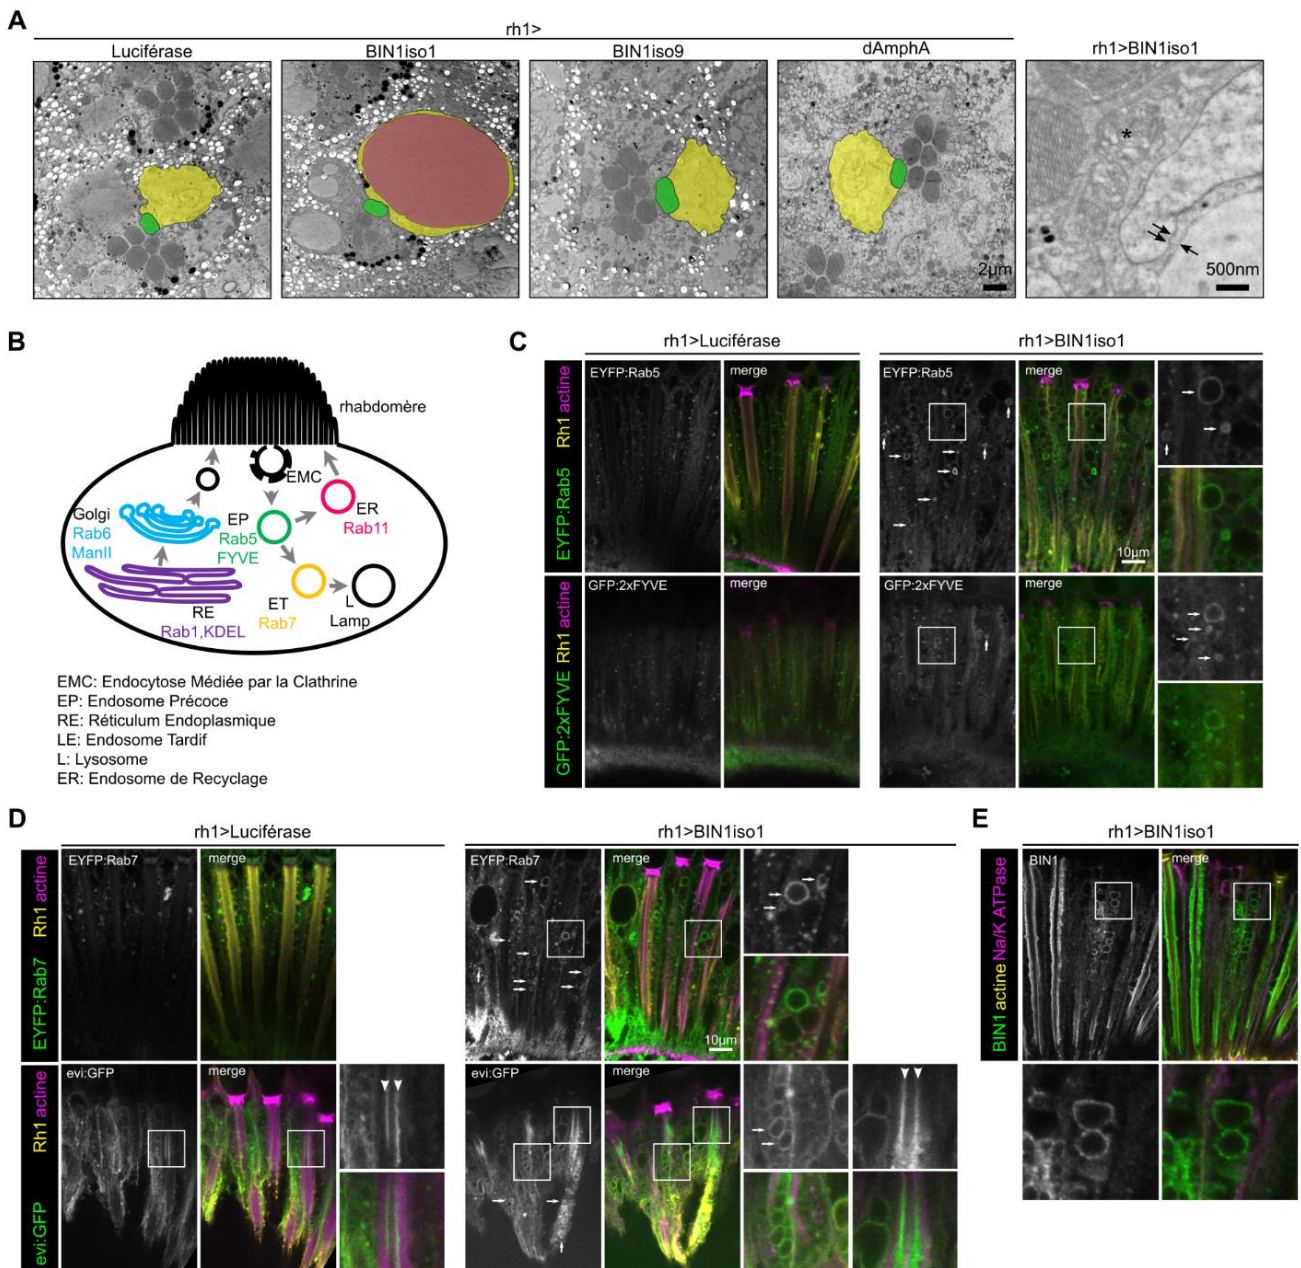 A
rh1>
Luciférase
BIN1iso1
BIN1iso9
dAmphA
rh1>BIN1iso1
*
2µm
500nm
B
rhabdomère
EMC
Golgi
Rab6
ManII
EP
Rab5
FYVE
ER
Rab11
RE
Rab1,KDEL
ET
Rab7
L
Lamp
EMC: Endocytose Médiée par la Clathrine
EP: Endosome Précoce
RE: Réticulum Endoplasmique
LE: Endosome Tardif
L: Lysosome
ER: Endosome de Recyclage
C
rh1>Luciférase
rh1>BIN1iso1
EYFP:Rab5 Rh1 actine
EYFP:Rab5
merge
EYFP:Rab5
merge
10µm
GFP:2xFYVE Rh1 actine
GFP:2xFYVE
merge
GFP:2xFYVE
merge
D
rh1>Luciférase
rh1>BIN1iso1
EYFP:Rab7 Rh1 actine
EYFP:Rab7
merge
EYFP:Rab7
merge
10µm
evi:GFP Rh1 actine
evi:GFP
merge
evi:GFP
merge
E
rh1>BIN1iso1
BIN1 actine Na/K ATPase
BIN1
merge